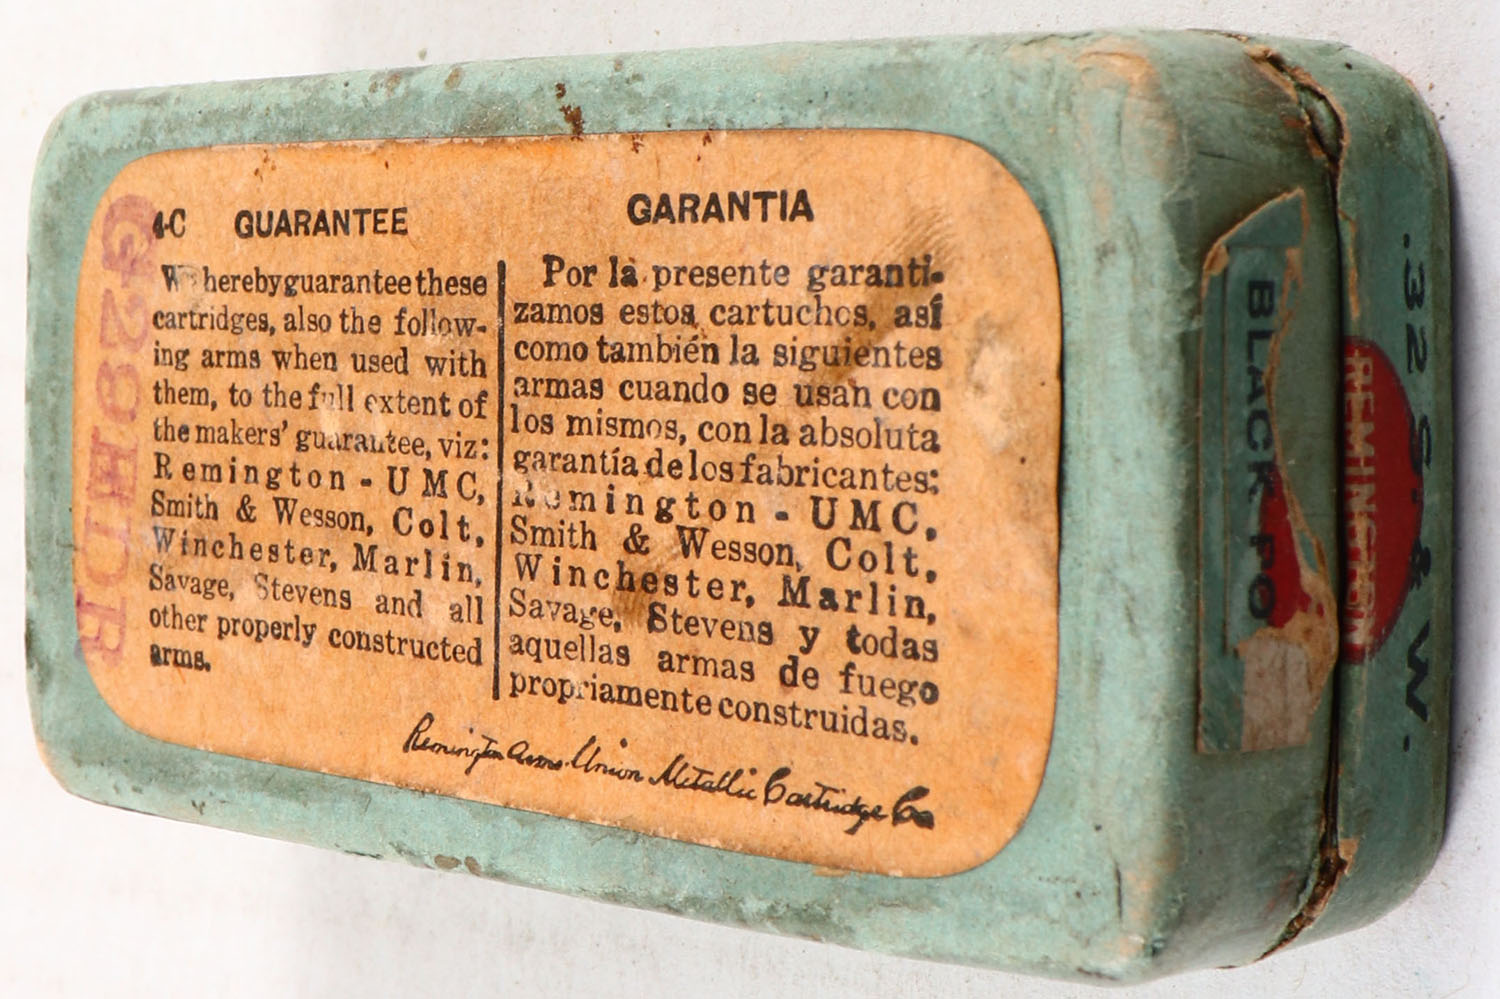 4-C GUARANTEE
We hereby guarantee these
cartridges, also the follow-
ing arms when used with
them, to the full extent of
the makers' guarantee, viz:
Remington - UMC,
Smith & Wesson, Colt,
Winchester, Marlin,
Savage, Stevens and all
other properly constructed
arms.
GARANTIA
Por la presente garanti-
zamos estos cartuchos, así
como también la siguientes
armas cuando se usan con
los mismos, con la absoluta
garantía de los fabricantes:
Remington - UMC.
Smith & Wesson, Colt.
Winchester, Marlin,
Savage, Stevens y todas
aquellas armas de fuego
propriamente construidas.
Remington Arms Union Metallic Cartridge Co
BLACK PO
REMINGTON
.32 S. & W.